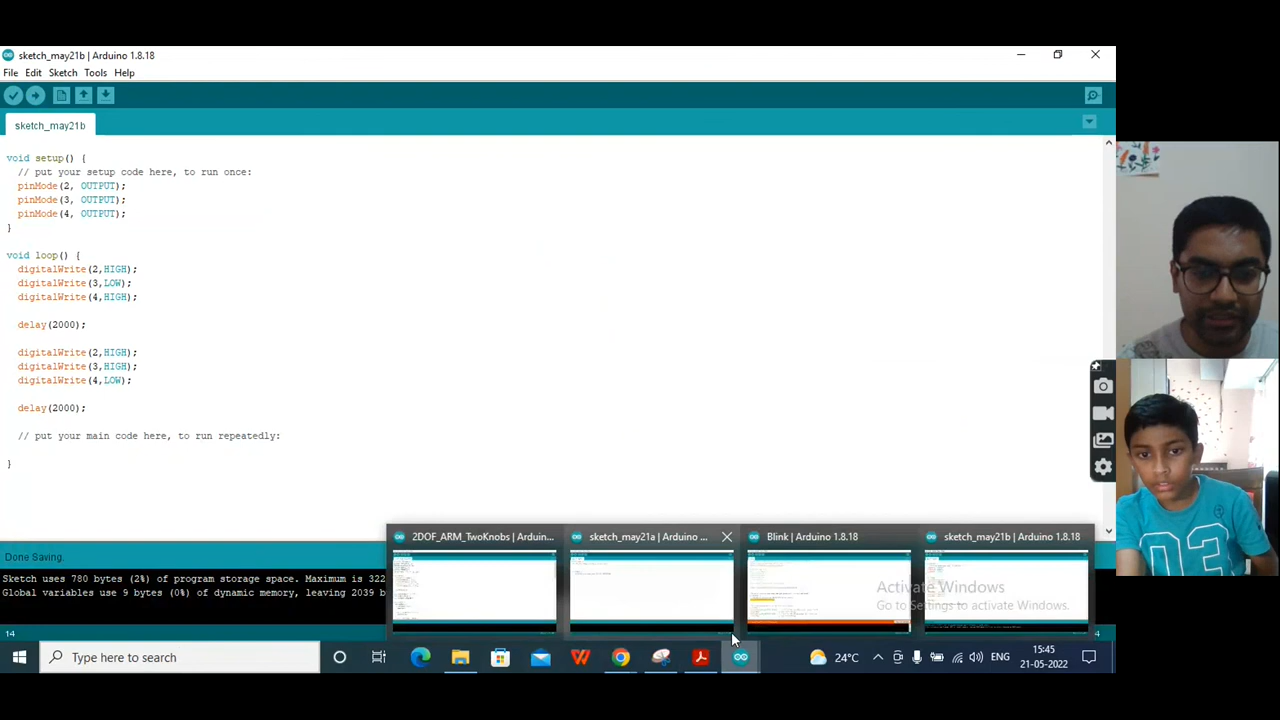 sketch_may21b | Arduino 1.8.18
File Edit Sketch Tools Help
sketch_may21b
void setup() {
// put your setup code here, to run once:
pinMode(2, OUTPUT);
pinMode(3, OUTPUT);
pinMode(4, OUTPUT);
}
void loop() {
digitalWrite(2,HIGH);
digitalWrite(3,LOW);
digitalWrite(4,HIGH);
delay(2000);
digitalWrite(2,HIGH);
digitalWrite(3,HIGH);
digitalWrite(4,LOW);
delay(2000);
// put your main code here, to run repeatedly:
}
03
2DOF_ARM_TwoKnobs | Arduin...
sketch_may21a | Arduino ...
Blink | Arduino 1.8.18
sketch_may21b | Arduino 1.8.18
Done Saving.
Sketch uses 780 bytes (2%) of program storage space. Maximum is 322
Global variables use 9 bytes (0%) of dynamic memory, leaving 2039 b
Activate Windows
Go to Settings to activate Windows.
14
Type here to search
24°C
ENG
15:45
21-05-2022